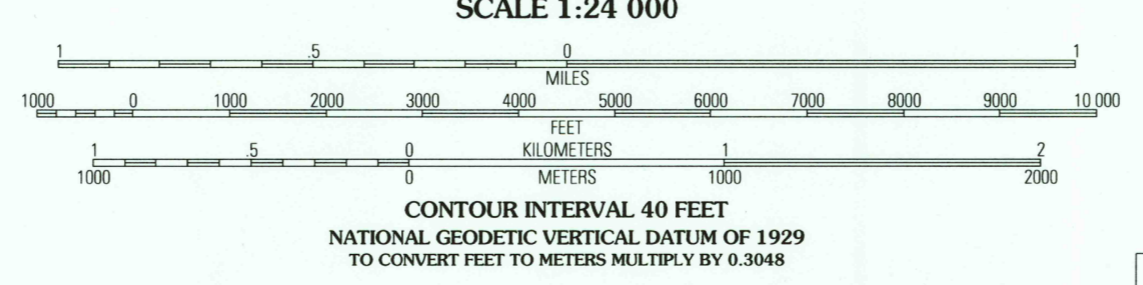 SCALE 1:24 000
1 .5 0 1
MILES
1000 0 1000 2000 3000 4000 5000 6000 7000 8000 9000 10 000
FEET
1 .5 0 KILOMETERS 1 2
1000 0 METERS 1000 2000
CONTOUR INTERVAL 40 FEET
NATIONAL GEODETIC VERTICAL DATUM OF 1929
TO CONVERT FEET TO METERS MULTIPLY BY 0.3048